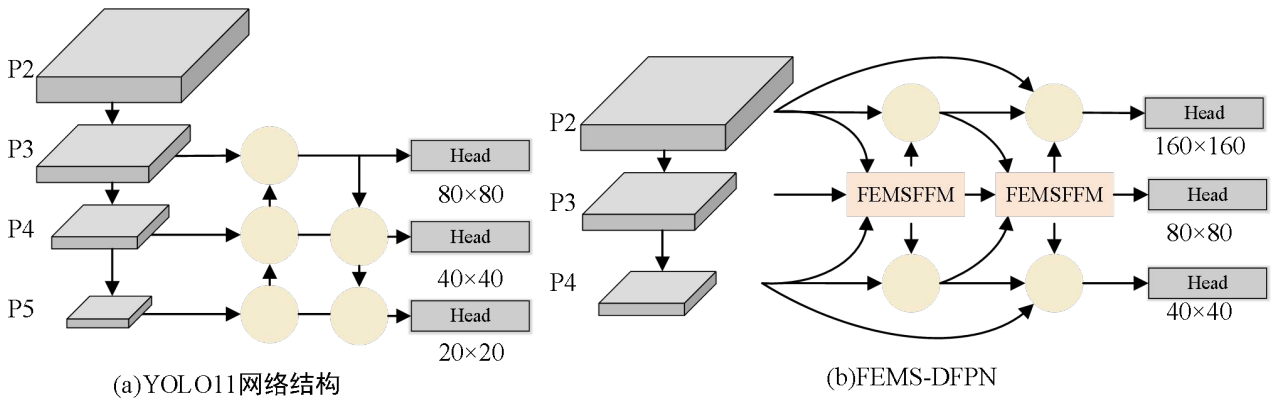 P2
P3
P4
P5
Head
80×80
Head
40×40
Head
20×20
(a)YOLO11网络结构
P2
P3
P4
FEMSFFM
FEMSFFM
Head
160×160
Head
80×80
Head
40×40
(b)FEMS-DFPN